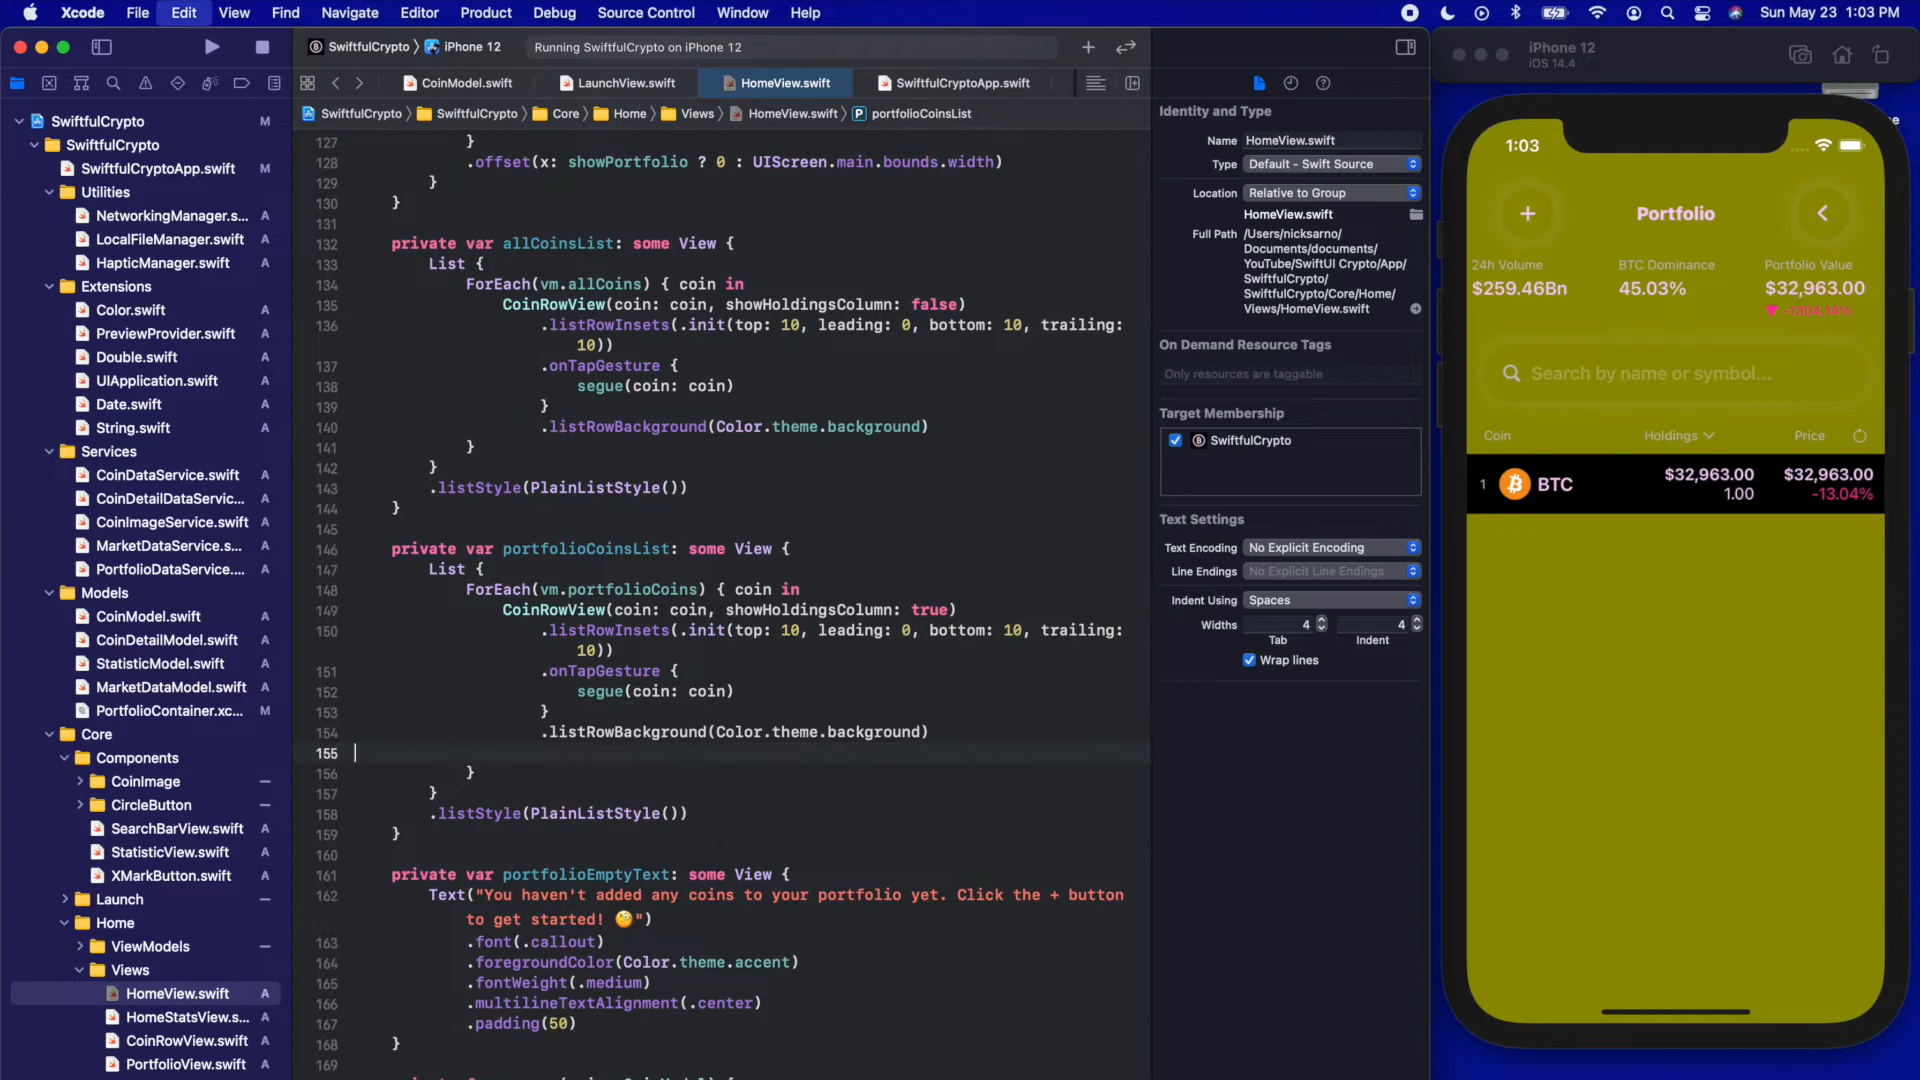 Xcode File Edit View Find Navigate Editor Product Debug Source Control Window Help Sun May 23 1:03 PM
SwiftfulCrypto 〉 iPhone 12 Running SwiftfulCrypto on iPhone 12
CoinModel.swift LaunchView.swift HomeView.swift SwiftfulCryptoApp.swift
SwiftfulCrypto 〉 SwiftfulCrypto 〉 Core 〉 Home 〉 Views 〉 HomeView.swift 〉 P portfolioCoinsList
SwiftfulCrypto M
SwiftfulCrypto
SwiftfulCryptoApp.swift M
Utilities
NetworkingManager.s... A
LocalFileManager.swift A
HapticManager.swift A
Extensions
Color.swift A
PreviewProvider.swift A
Double.swift A
UIApplication.swift A
Date.swift A
String.swift A
Services
CoinDataService.swift A
CoinDetailDataServic... A
CoinImageService.swift A
MarketDataService.s... A
PortfolioDataService.... A
Models
CoinModel.swift A
CoinDetailModel.swift A
StatisticModel.swift A
MarketDataModel.swift A
PortfolioContainer.xc... M
Core
Components
CoinImage
CircleButton
SearchBarView.swift A
StatisticView.swift A
XMarkButton.swift A
Launch
Home
ViewModels
Views
HomeView.swift A
HomeStatsView.s... A
CoinRowView.swift A
PortfolioView.swift A
127 }
128 .offset(x: showPortfolio ? 0 : UIScreen.main.bounds.width)
129 }
130 }
131
132 private var allCoinsList: some View {
133 List {
134 ForEach(vm.allCoins) { coin in
135 CoinRowView(coin: coin, showHoldingsColumn: false)
136 .listRowInsets(.init(top: 10, leading: 0, bottom: 10, trailing:
10))
137 .onTapGesture {
138 segue(coin: coin)
139 }
140 .listRowBackground(Color.theme.background)
141 }
142 }
143 .listStyle(PlainListStyle())
144 }
145
146 private var portfolioCoinsList: some View {
147 List {
148 ForEach(vm.portfolioCoins) { coin in
149 CoinRowView(coin: coin, showHoldingsColumn: true)
150 .listRowInsets(.init(top: 10, leading: 0, bottom: 10, trailing:
10))
151 .onTapGesture {
152 segue(coin: coin)
153 }
154 .listRowBackground(Color.theme.background)
155
156 }
157 }
158 .listStyle(PlainListStyle())
159 }
160
161 private var portfolioEmptyText: some View {
162 Text("You haven't added any coins to your portfolio yet. Click the + button
to get started! 🧐")
163 .font(.callout)
164 .foregroundColor(Color.theme.accent)
165 .fontWeight(.medium)
166 .multilineTextAlignment(.center)
167 .padding(50)
168 }
169
Identity and Type
Name HomeView.swift
Type Default - Swift Source
Location Relative to Group
HomeView.swift
Full Path /Users/nicksarno/
Documents/documents/
YouTube/SwiftUI Crypto/App/
SwiftfulCrypto/
SwiftfulCrypto/Core/Home/
Views/HomeView.swift
On Demand Resource Tags
Only resources are taggable
Target Membership
SwiftfulCrypto
Text Settings
Text Encoding No Explicit Encoding
Line Endings No Explicit Line Endings
Indent Using Spaces
Widths 4 4
Tab Indent
Wrap lines
iPhone 12
iOS 14.4
1:03
+ Portfolio
24h Volume BTC Dominance Portfolio Value
$259.46Bn 45.03% $32,963.00
-1304.14%
Search by name or symbol...
Coin Holdings Price
1 BTC $32,963.00 $32,963.00
1.00 -13.04%